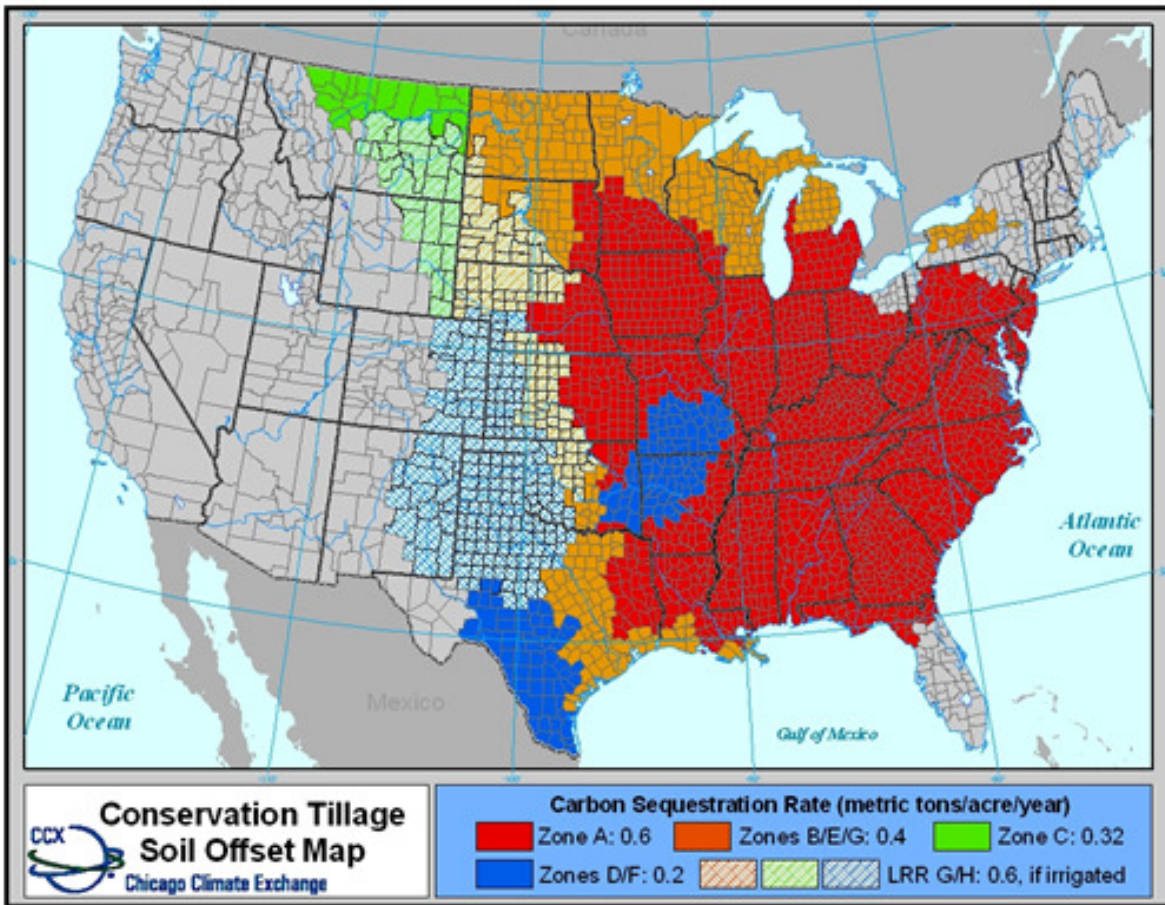 Canada
Atlantic
Ocean
Pacific
Ocean
Mexico
Gulf of Mexico
CCX
Conservation Tillage
Soil Offset Map
Chicago Climate Exchange
Carbon Sequestration Rate (metric tons/acre/year)
Zone A: 0.6 Zones B/E/G: 0.4 Zone C: 0.32
Zones D/F: 0.2 LRR G/H: 0.6, if irrigated